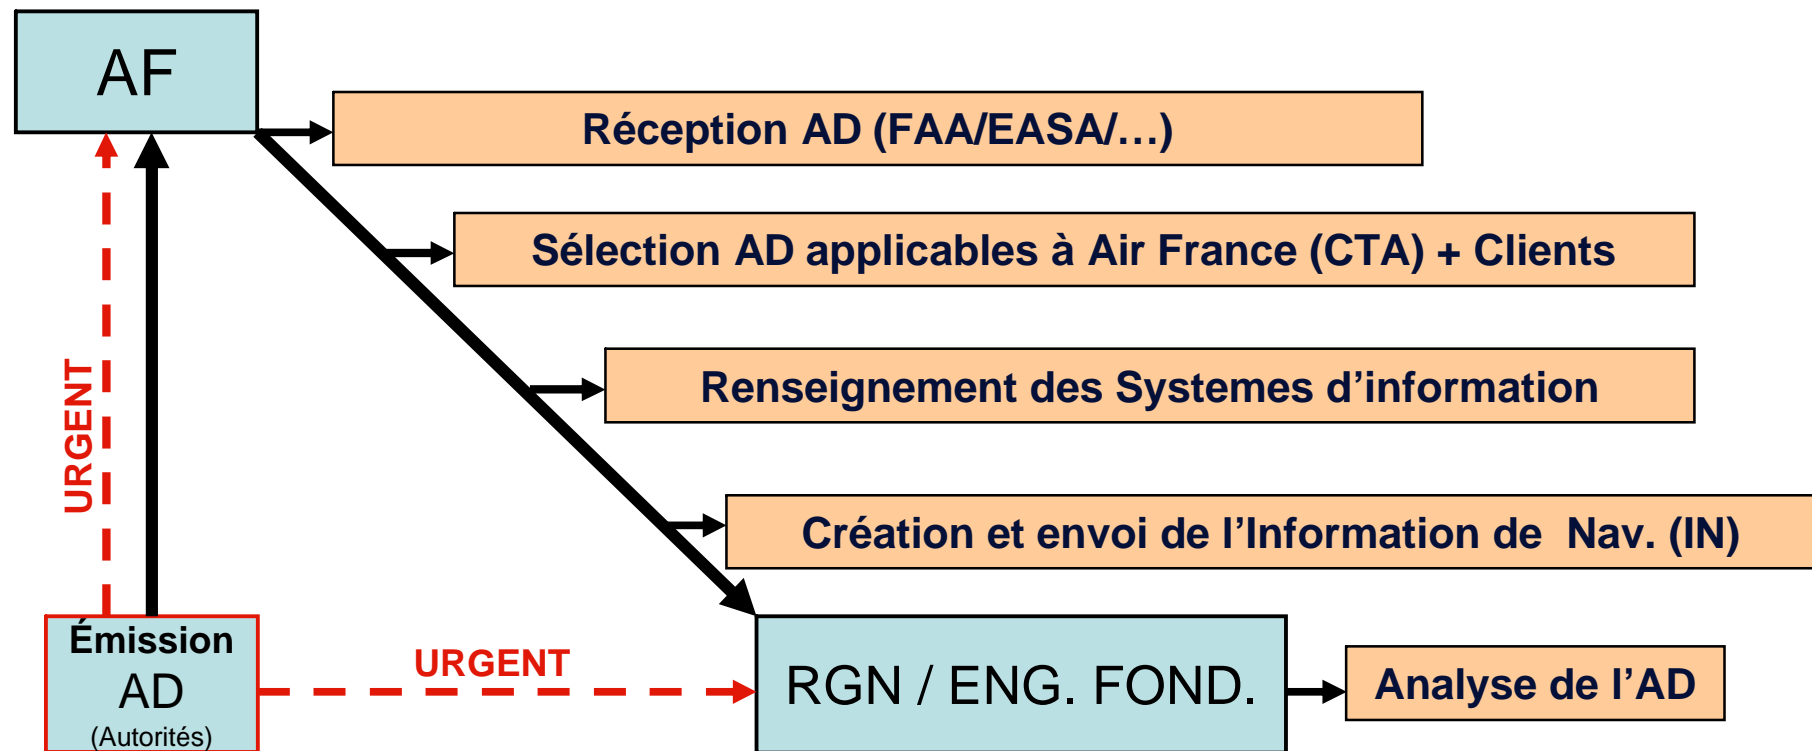 AF
Réception AD (FAA/EASA/…)
Sélection AD applicables à Air France (CTA) + Clients
Renseignement des Systemes d’information
URGENT
Création et envoi de l’Information de Nav. (IN)
Émission
AD
(Autorités)
URGENT
RGN / ENG. FOND.
Analyse de l’AD